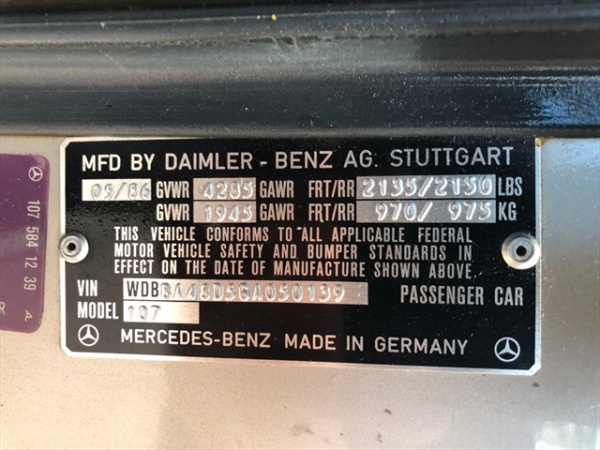 MFD BY DAIMLER - BENZ AG. STUTTGART
05/86 GVWR 4285 GAWR FRT/RR 2135/2150 LBS
GVWR 1945 GAWR FRT/RR 970/ 975 KG
THIS VEHICLE CONFORMS TO ALL APPLICABLE FEDERAL
MOTOR VEHICLE SAFETY AND BUMPER STANDARDS IN
EFFECT ON THE DATE OF MANUFACTURE SHOWN ABOVE.
VIN WDBBA48D5GA050139 PASSENGER CAR
MODEL 107
MERCEDES-BENZ MADE IN GERMANY
107 584 12 39 A
R